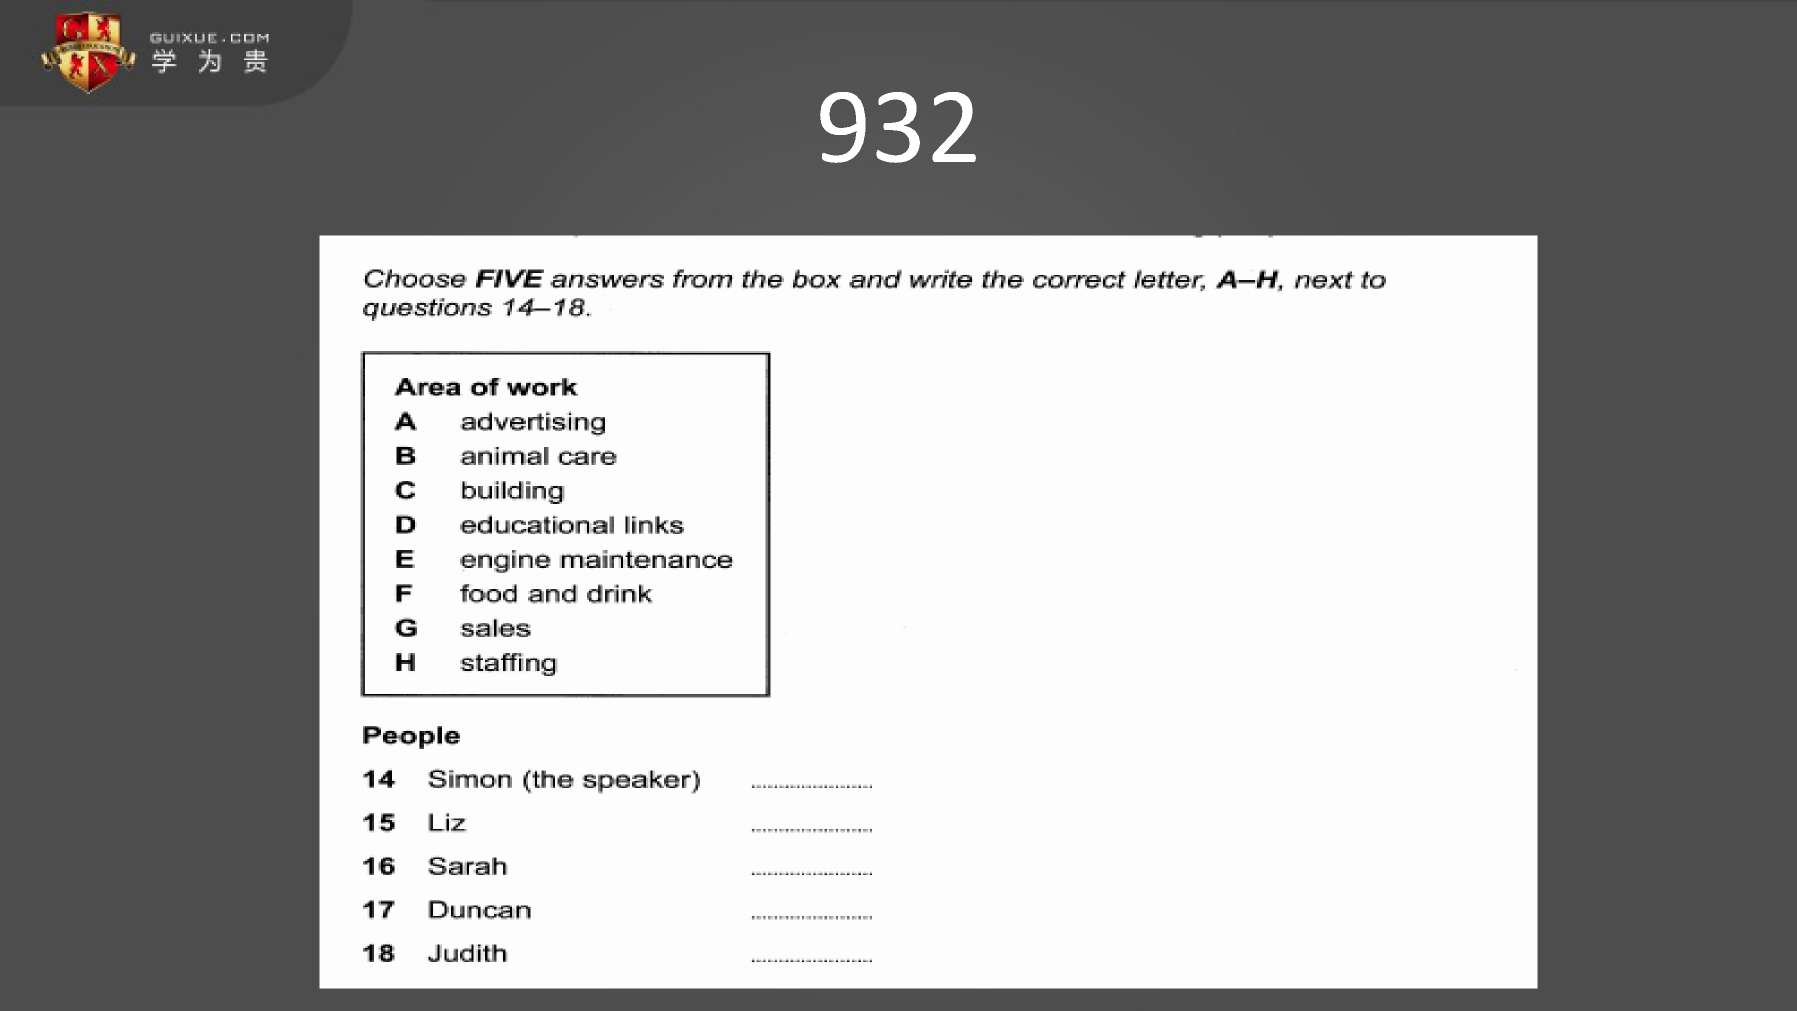 GUIXUE.COM
学为贵
932
Choose FIVE answers from the box and write the correct letter, A–H, next to
questions 14–18.
Area of work
A advertising
B animal care
C building
D educational links
E engine maintenance
F food and drink
G sales
H staffing
People
14 Simon (the speaker) ........................
15 Liz ........................
16 Sarah ........................
17 Duncan ........................
18 Judith ........................